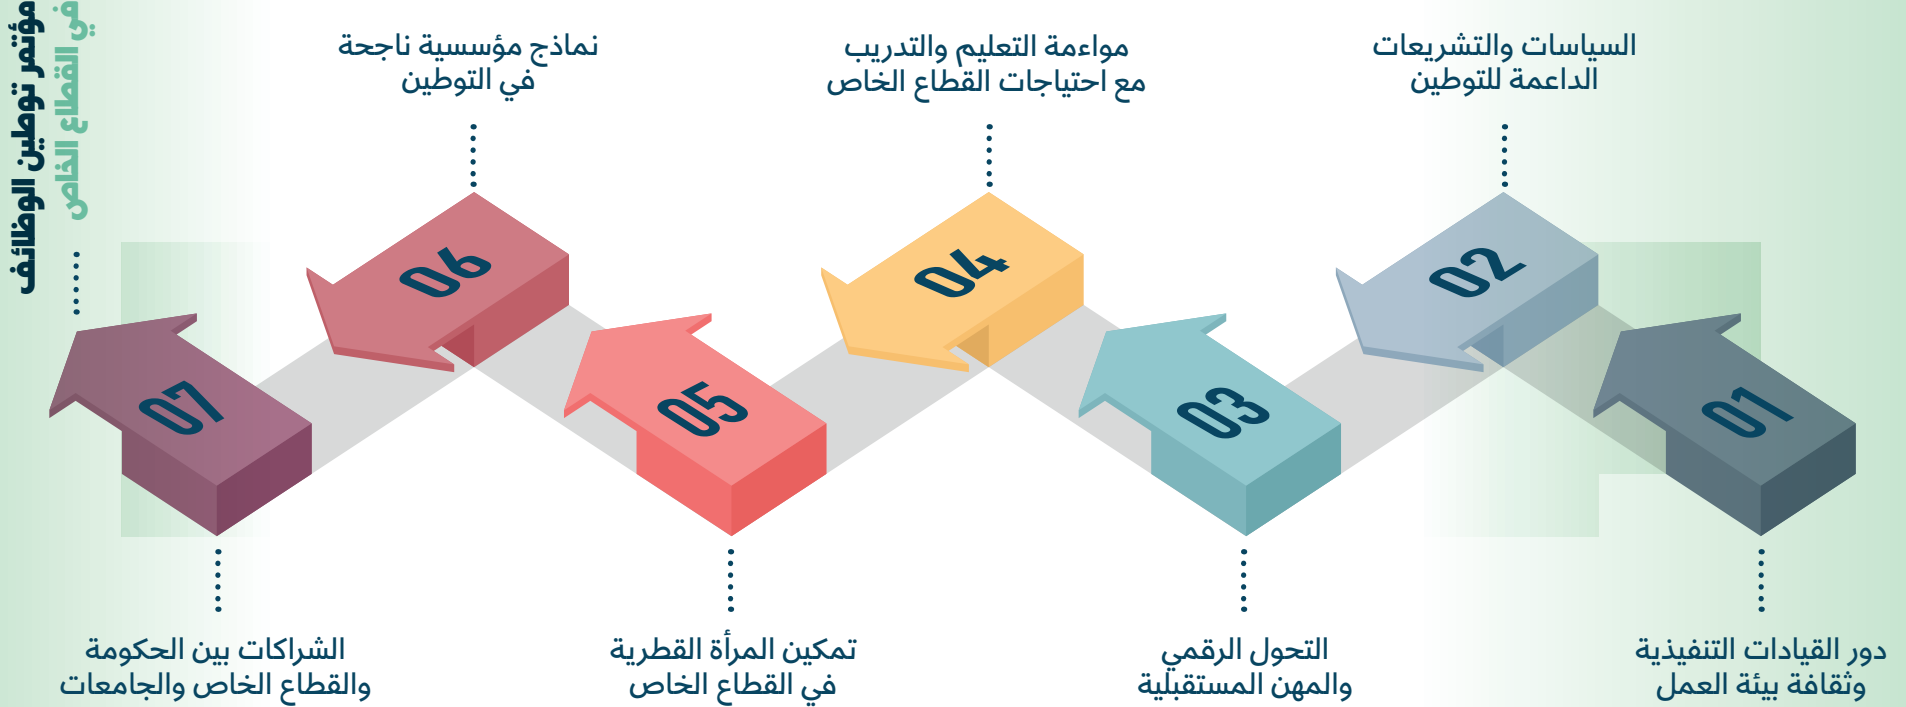 01
دور القيادات التنفيذية
وثقافة بيئة العمل
02
السياسات والتشريعات
الداعمة للتوطين
03
التحول الرقمي
والمهن المستقبلية
04
مواءمة التعليم والتدريب
مع احتياجات القطاع الخاص
05
تمكين المرأة القطرية
في القطاع الخاص
06
نماذج مؤسسية ناجحة
في التوطين
07
الشراكات بين الحكومة
والقطاع الخاص والجامعات
مؤتمر توطين الوظائف
في القطاع الخاص